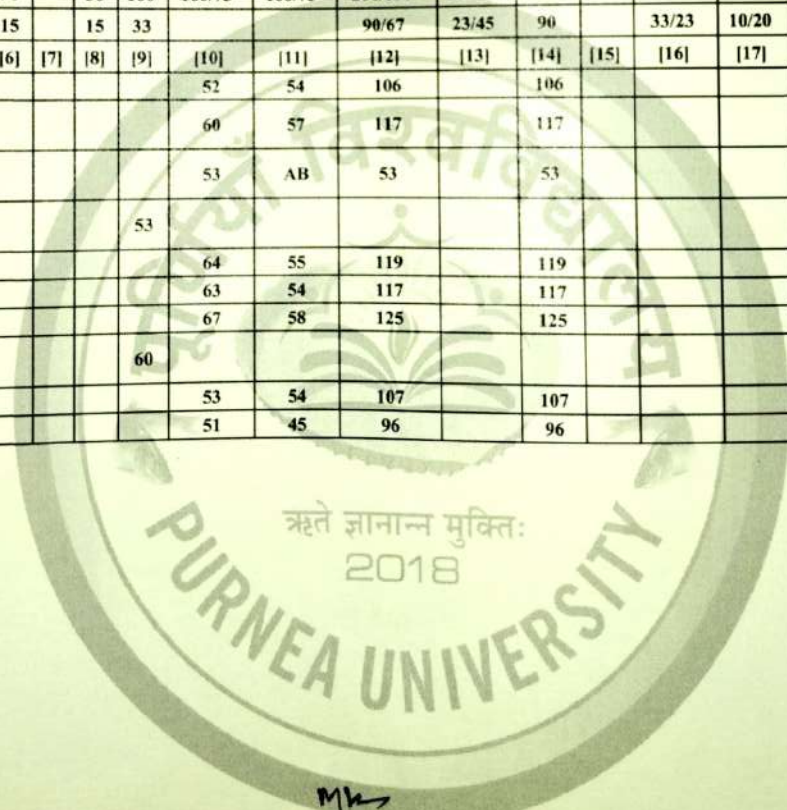 15 15 33 90/67 23/45 90 33/23 10/20
[6] [7] [8] [9] [10] [11] [12] [13] [14] [15] [16] [17]
52 54 106 106
60 57 117 117
53 AB 53 53
53
64 55 119 119
63 54 117 117
67 58 125 125
60
53 54 107 107
51 45 96 96
पूर्णियाँ विश्वविद्यालय
ऋते ज्ञानान्न मुक्तिः
2018
PURNEA UNIVERSITY